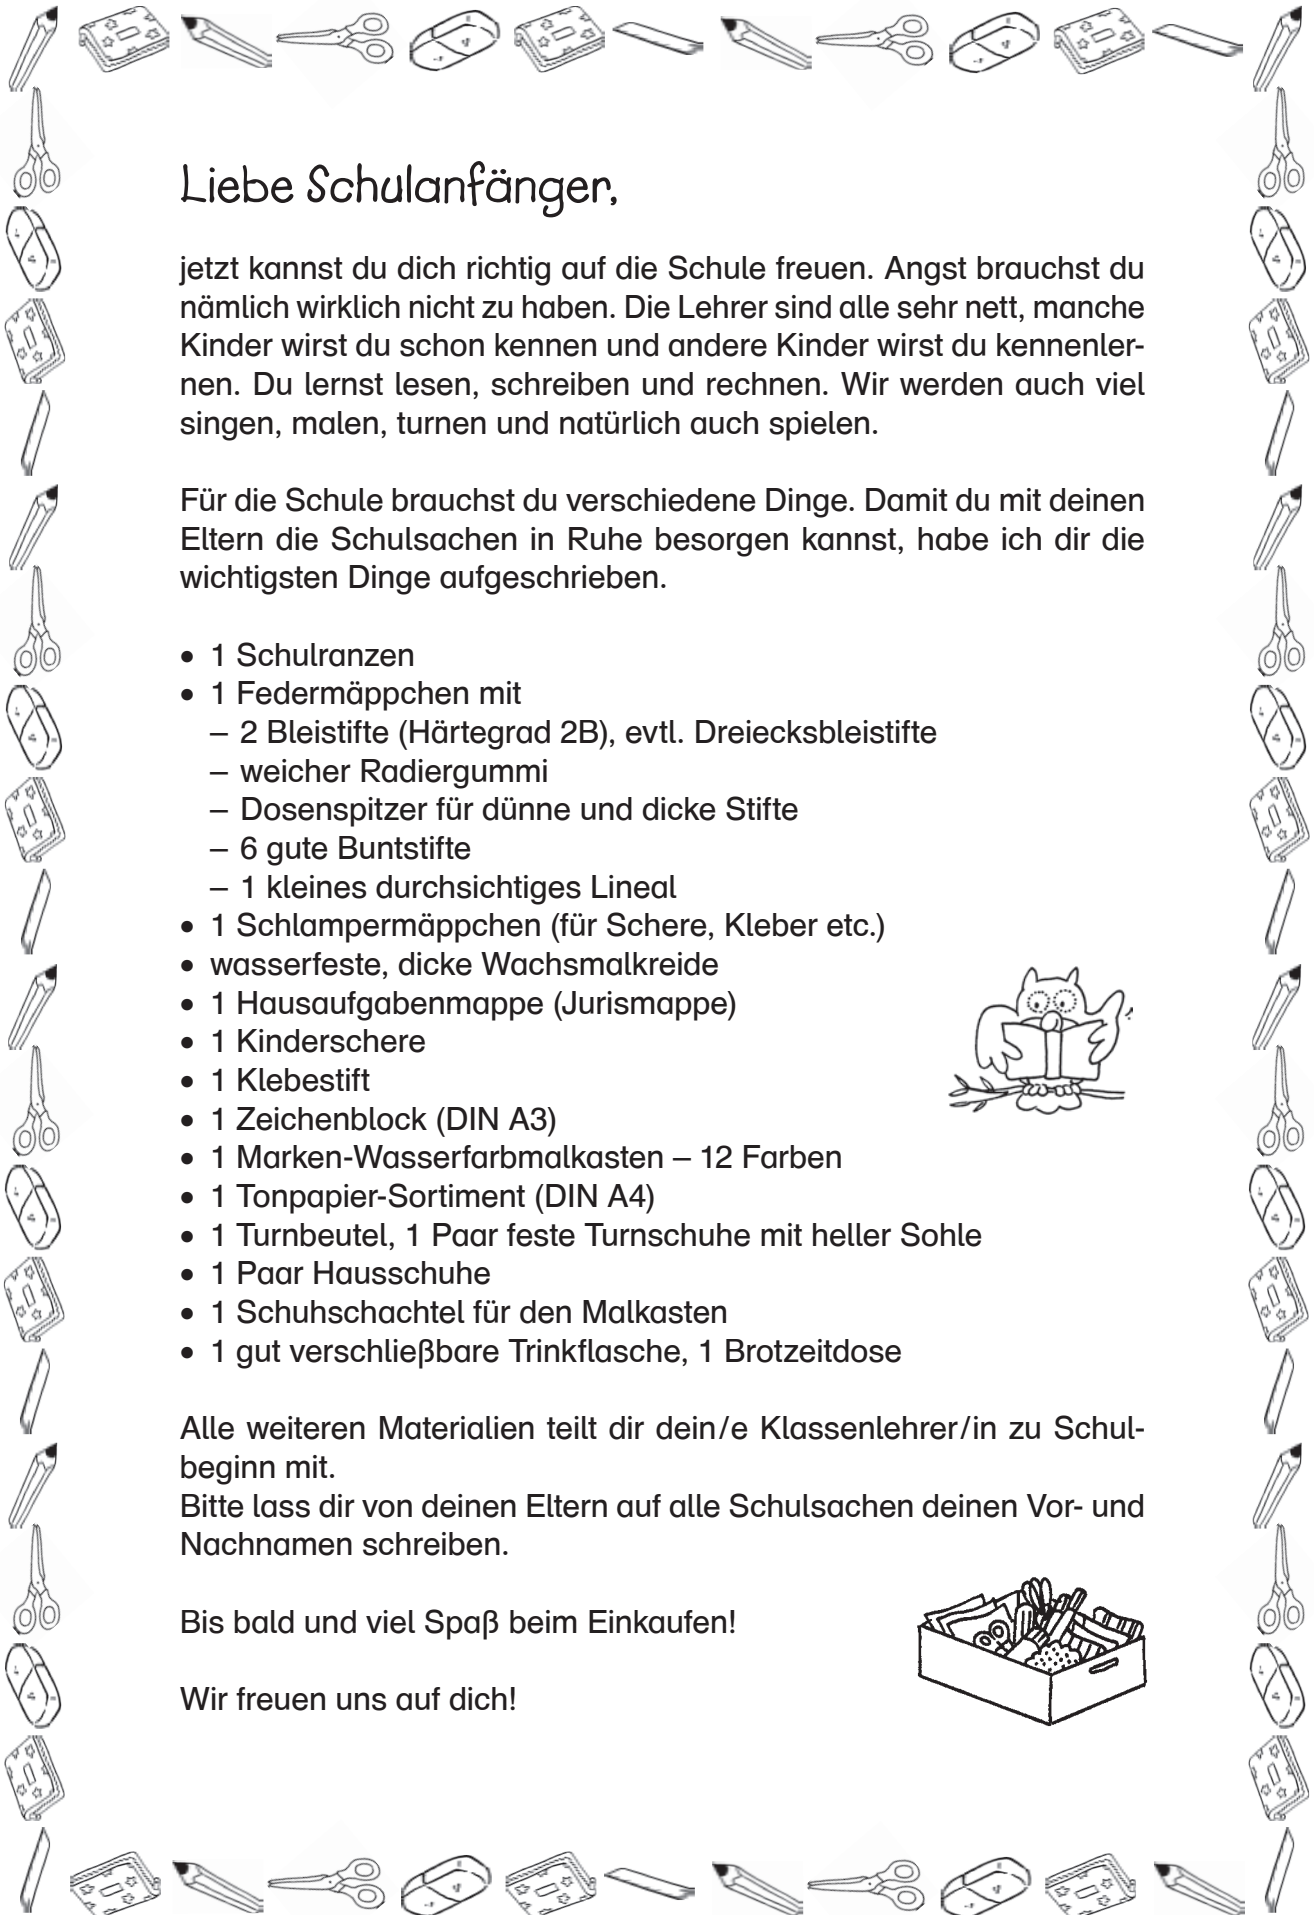 Liebe Schulanfänger,
jetzt kannst du dich richtig auf die Schule freuen. Angst brauchst du
nämlich wirklich nicht zu haben. Die Lehrer sind alle sehr nett, manche
Kinder wirst du schon kennen und andere Kinder wirst du kennenler-
nen. Du lernst lesen, schreiben und rechnen. Wir werden auch viel
singen, malen, turnen und natürlich auch spielen.
Für die Schule brauchst du verschiedene Dinge. Damit du mit deinen
Eltern die Schulsachen in Ruhe besorgen kannst, habe ich dir die
wichtigsten Dinge aufgeschrieben.
• 1 Schulranzen
• 1 Federmäppchen mit
– 2 Bleistifte (Härtegrad 2B), evtl. Dreiecksbleistifte
– weicher Radiergummi
– Dosenspitzer für dünne und dicke Stifte
– 6 gute Buntstifte
– 1 kleines durchsichtiges Lineal
• 1 Schlampermäppchen (für Schere, Kleber etc.)
• wasserfeste, dicke Wachsmalkreide
• 1 Hausaufgabenmappe (Jurismappe)
• 1 Kinderschere
• 1 Klebestift
• 1 Zeichenblock (DIN A3)
• 1 Marken-Wasserfarbmalkasten – 12 Farben
• 1 Tonpapier-Sortiment (DIN A4)
• 1 Turnbeutel, 1 Paar feste Turnschuhe mit heller Sohle
• 1 Paar Hausschuhe
• 1 Schuhschachtel für den Malkasten
• 1 gut verschließbare Trinkflasche, 1 Brotzeitdose
Alle weiteren Materialien teilt dir dein/e Klassenlehrer/in zu Schul-
beginn mit.
Bitte lass dir von deinen Eltern auf alle Schulsachen deinen Vor- und
Nachnamen schreiben.
Bis bald und viel Spaß beim Einkaufen!
Wir freuen uns auf dich!